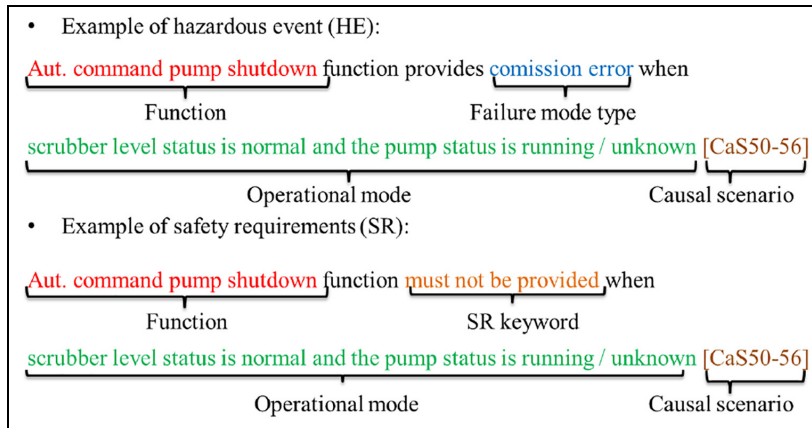 • Example of hazardous event (HE):
Aut. command pump shutdown function provides comission error when
Function Failure mode type
scrubber level status is normal and the pump status is running / unknown [CaS50-56]
Operational mode Causal scenario
• Example of safety requirements (SR):
Aut. command pump shutdown function must not be provided when
Function SR keyword
scrubber level status is normal and the pump status is running / unknown [CaS50-56]
Operational mode Causal scenario